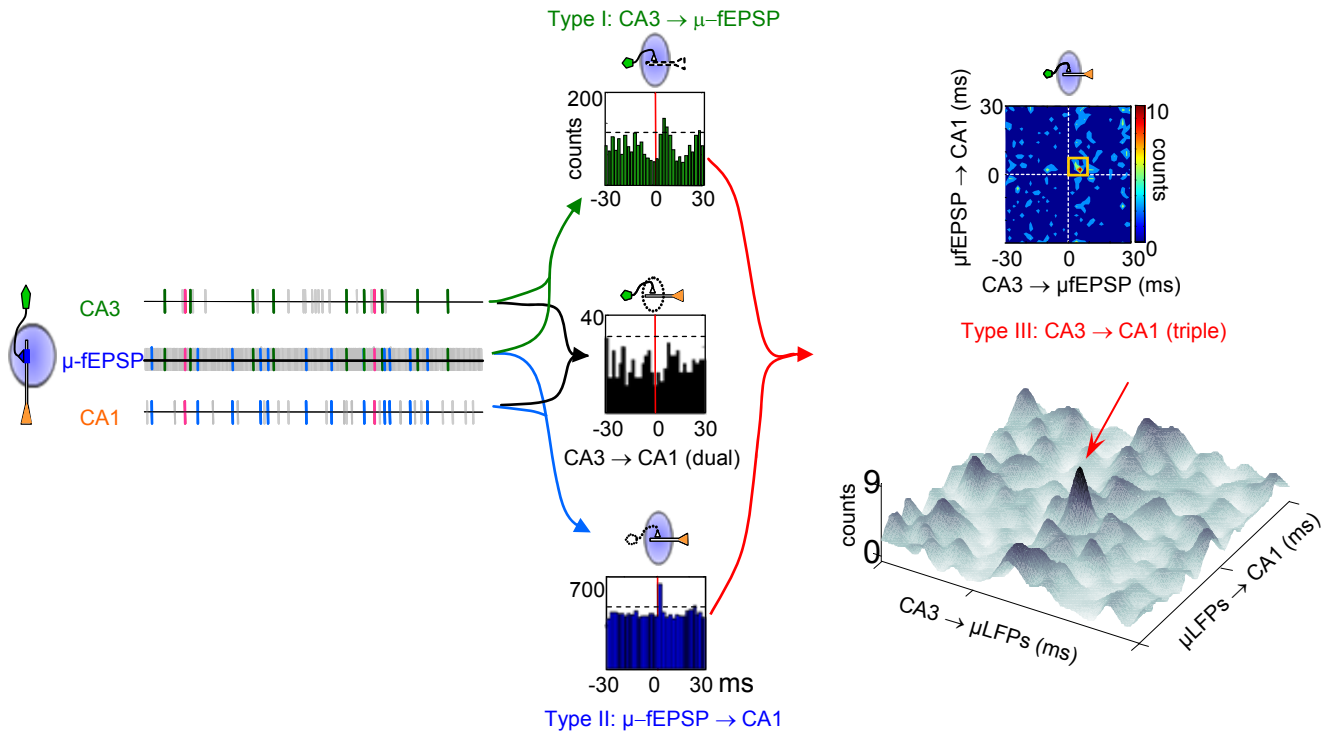 Type I: CA3 → μ–fEPSP
200
counts
-30 0 30
CA3
μ-fEPSP
CA1
40
0
-30 0 30
CA3 → CA1 (dual)
700
-30 0 30 ms
Type II: μ–fEPSP → CA1
30
0
μfEPSP → CA1 (ms)
10
counts
0
-30 0 30
CA3 → μfEPSP (ms)
Type III: CA3 → CA1 (triple)
9
counts
0
CA3 → μLFPs (ms)
μLFPs → CA1 (ms)